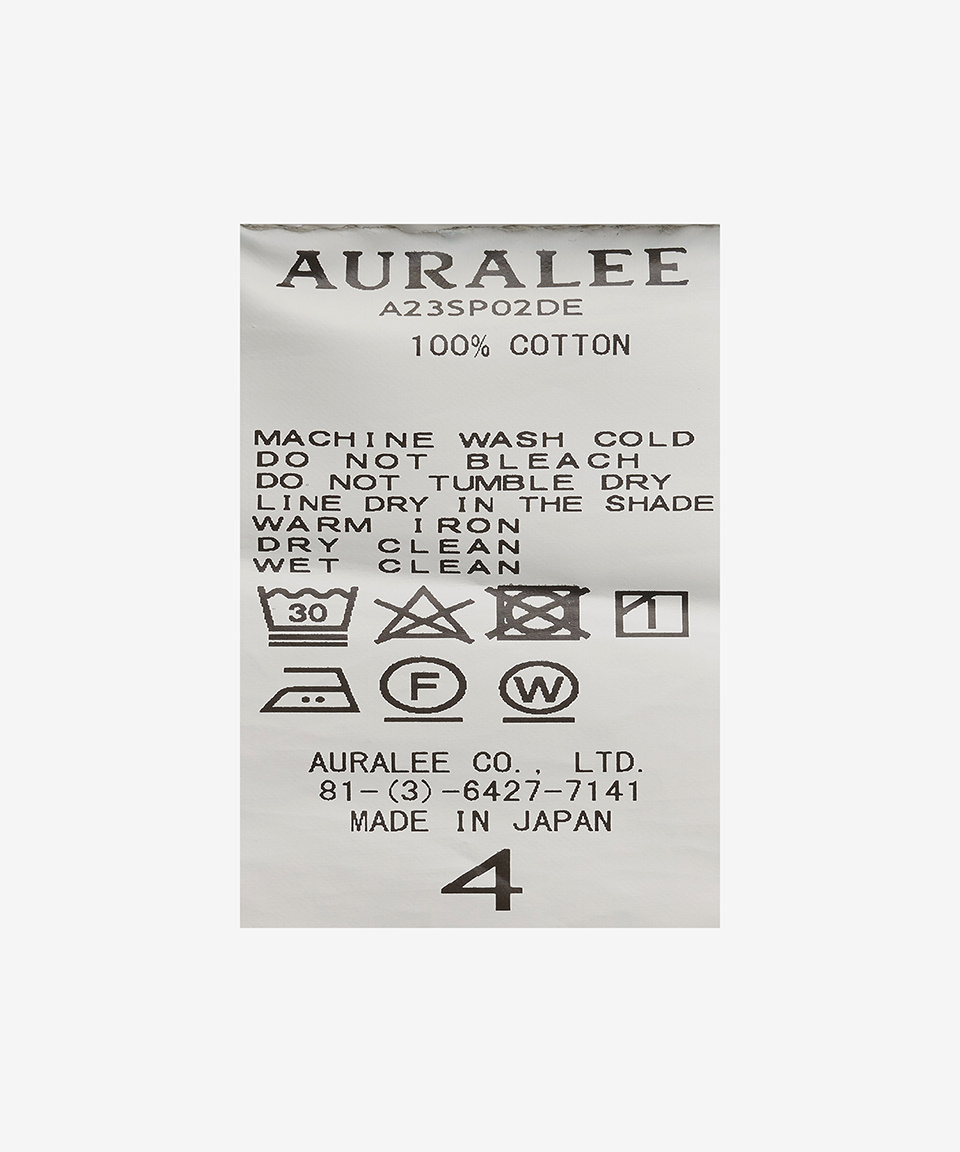 AURALEE
A23SP02DE
100% COTTON
MACHINE WASH COLD
DO NOT BLEACH
DO NOT TUMBLE DRY
LINE DRY IN THE SHADE
WARM IRON
DRY CLEAN
WET CLEAN
30
F W
AURALEE CO., LTD.
81-(3)-6427-7141
MADE IN JAPAN
4